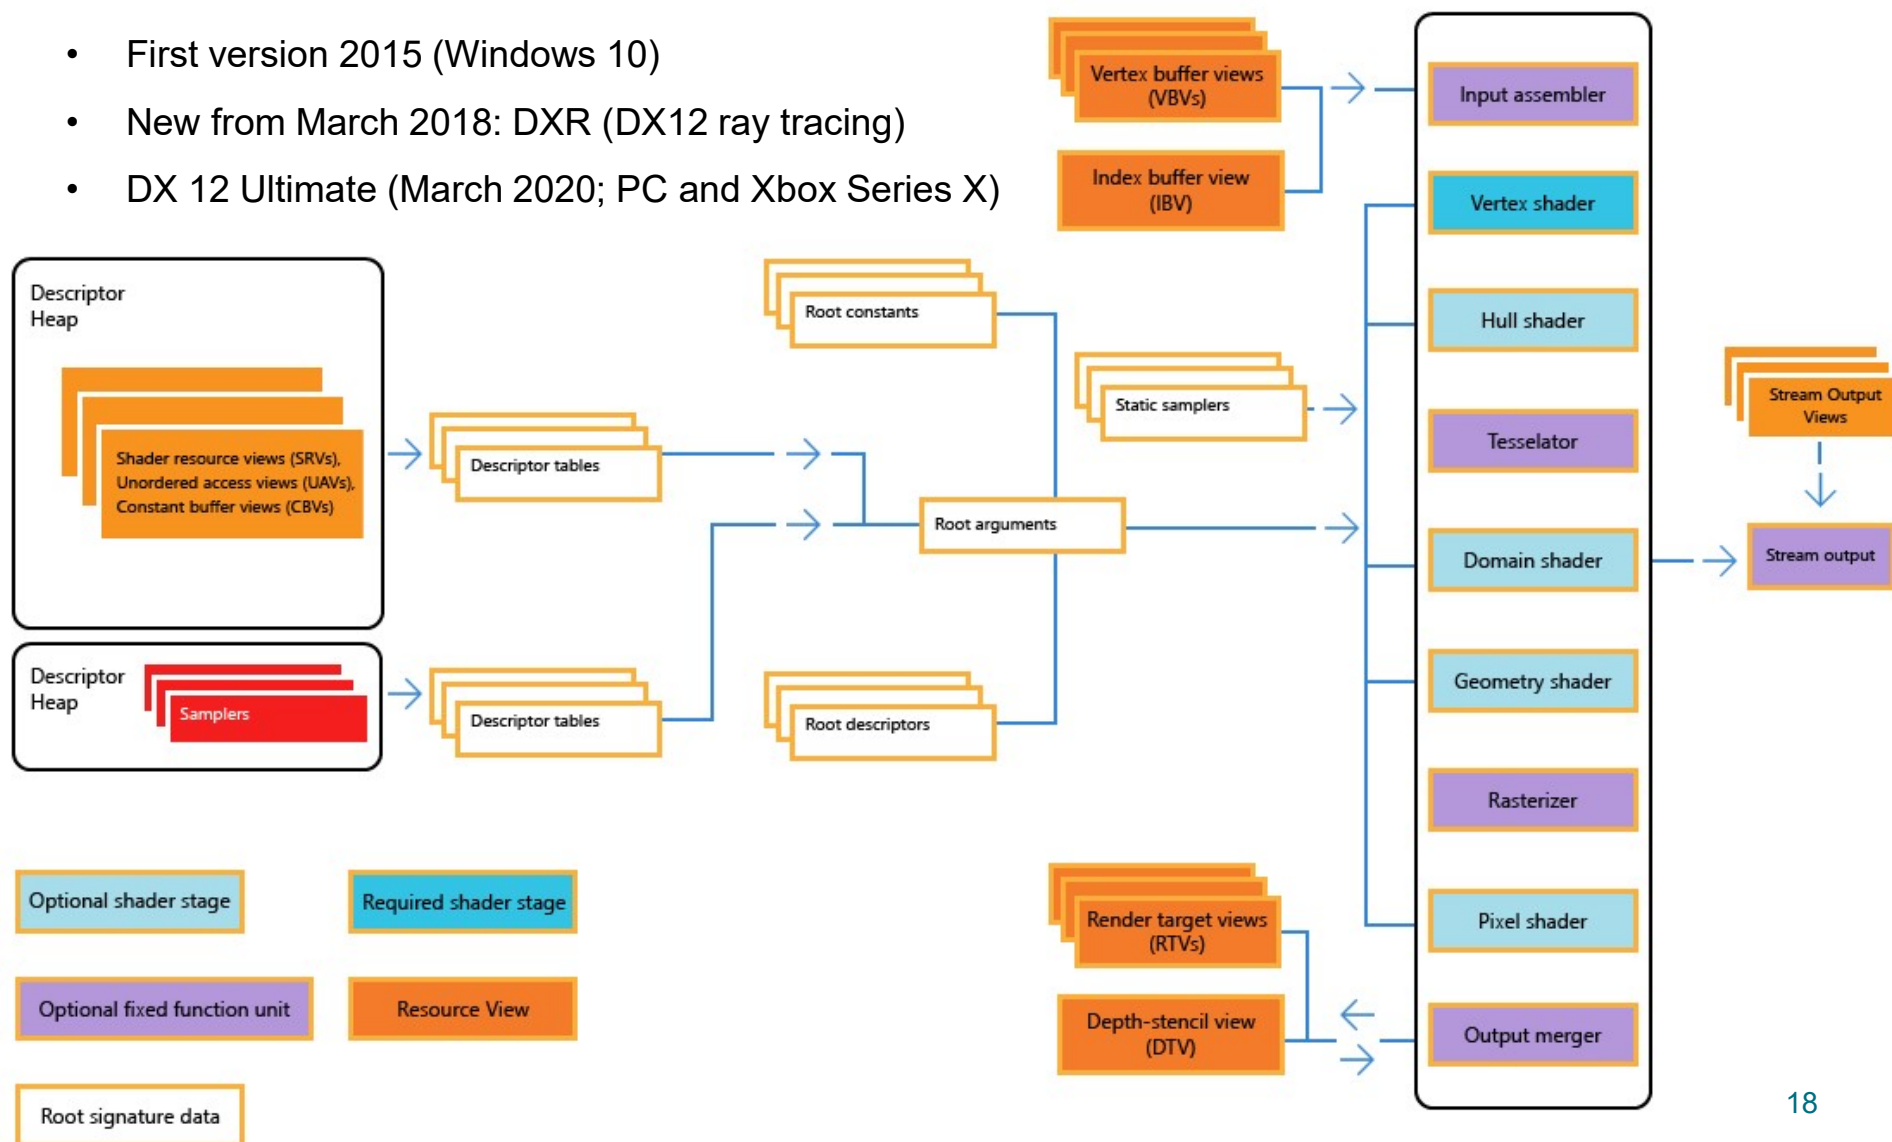 • First version 2015 (Windows 10)
• New from March 2018: DXR (DX12 ray tracing)
• DX 12 Ultimate (March 2020; PC and Xbox Series X)
Vertex buffer views
(VBVs)
Index buffer view
(IBV)
Input assembler
Vertex shader
Hull shader
Tesselator
Domain shader
Geometry shader
Rasterizer
Pixel shader
Output merger
Descriptor
Heap
Shader resource views (SRVs),
Unordered access views (UAVs),
Constant buffer views (CBVs)
Descriptor tables
Root constants
Static samplers
Root arguments
Stream Output
Views
Stream output
Descriptor
Heap
Samplers
Descriptor tables
Root descriptors
Render target views
(RTVs)
Depth-stencil view
(DTV)
Optional shader stage
Required shader stage
Optional fixed function unit
Resource View
Root signature data
18